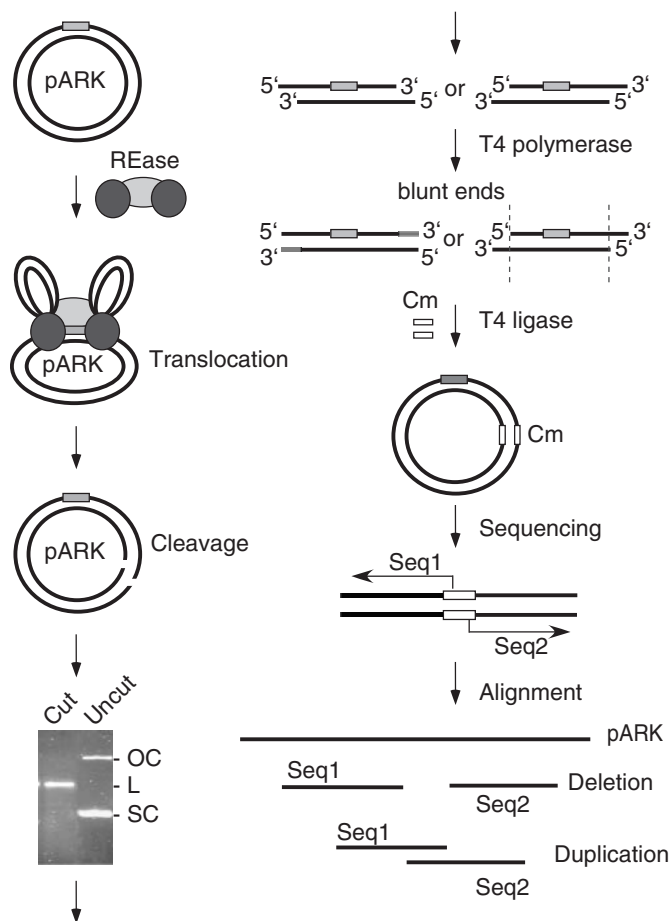 pARK
REase
pARK
Translocation
pARK
Cleavage
Cut Uncut
OC
L
SC
5‘ 3‘ or 5‘ 3‘
3‘ 5‘ 3‘ 5‘
T4 polymerase
blunt ends
5‘ 3‘ or 5‘ 3‘
3‘ 5‘ 3‘ 5‘
Cm
T4 ligase
Cm
Sequencing
Seq1
Seq2
Alignment
pARK
Seq1
Deletion
Seq2
Seq1
Duplication
Seq2